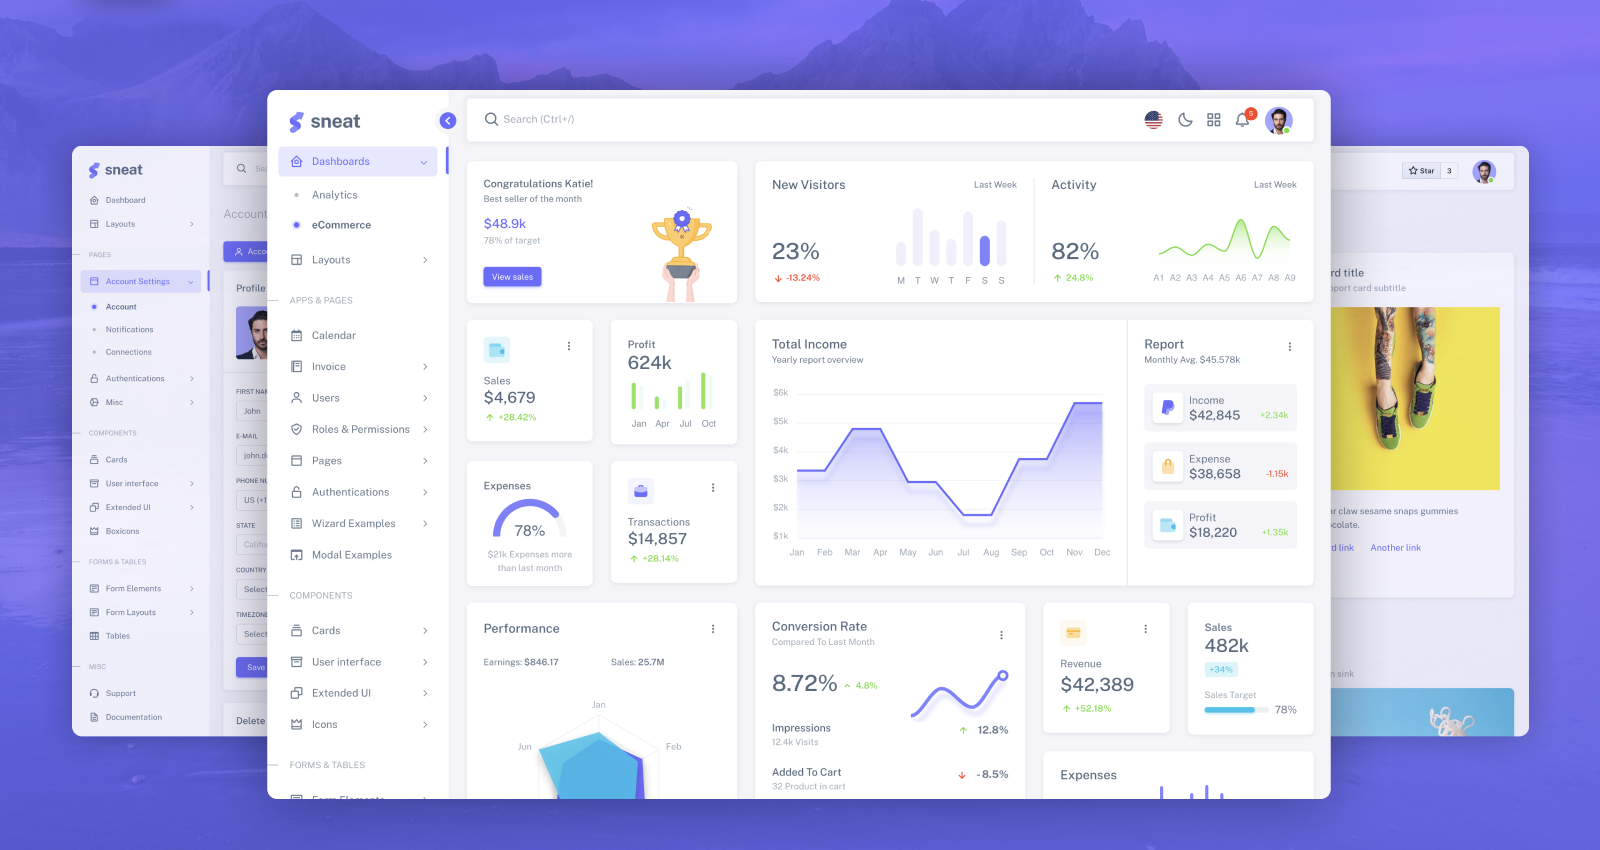 sneat
Dashboard
Layouts
PAGES
Account Settings
Account
Notifications
Connections
Authentications
Misc
COMPONENTS
Cards
User interface
Extended UI
Boxicons
FORMS & TABLES
Form Elements
Form Layouts
Tables
MISC
Support
Documentation
Account
Profile
FIRST NAM
John
E-MAIL
john.d
PHONE NU
US (+1
STATE
Califo
COUNTRY
Select
TIMEZONE
Select
Save
Delete
sneat
Dashboards
Analytics
eCommerce
Layouts
APPS & PAGES
Calendar
Invoice
Users
Roles & Permissions
Pages
Authentications
Wizard Examples
Modal Examples
COMPONENTS
Cards
User interface
Extended UI
Icons
FORMS & TABLES
Form Elements
Search (Ctrl+/)
5
Congratulations Katie!
Best seller of the month
$48.9k
78% of target
View sales
New Visitors
Last Week
23%
-13.24%
M T W T F S S
Activity
Last Week
82%
24.8%
A1 A2 A3 A4 A5 A6 A7 A8 A9
Sales
$4,679
+28.42%
Profit
624k
Jan Apr Jul Oct
Expenses
78%
$21k Expenses more
than last month
Transactions
$14,857
+28.14%
Total Income
Yearly report overview
$6k
$5k
$4k
$3k
$2k
$1k
Jan Feb Mar Apr May Jun Jul Aug Sep Oct Nov Dec
Report
Monthly Avg. $45.578k
Income
$42,845
+2.34k
Expense
$38,658
-1.15k
Profit
$18,220
+1.35k
Performance
Earnings: $846.17
Sales: 25.7M
Jan
Jun
Feb
Conversion Rate
Compared To Last Month
8.72%
4.8%
Impressions
12.4k Visits
12.8%
Added To Cart
32 Product in cart
- 8.5%
Revenue
$42,389
+52.18%
Sales
482k
+34%
Sales Target
78%
Expenses
Star
3
rd title
pport card subtitle
ar claw sesame snaps gummies
ocolate.
rd link
Another link
n sink